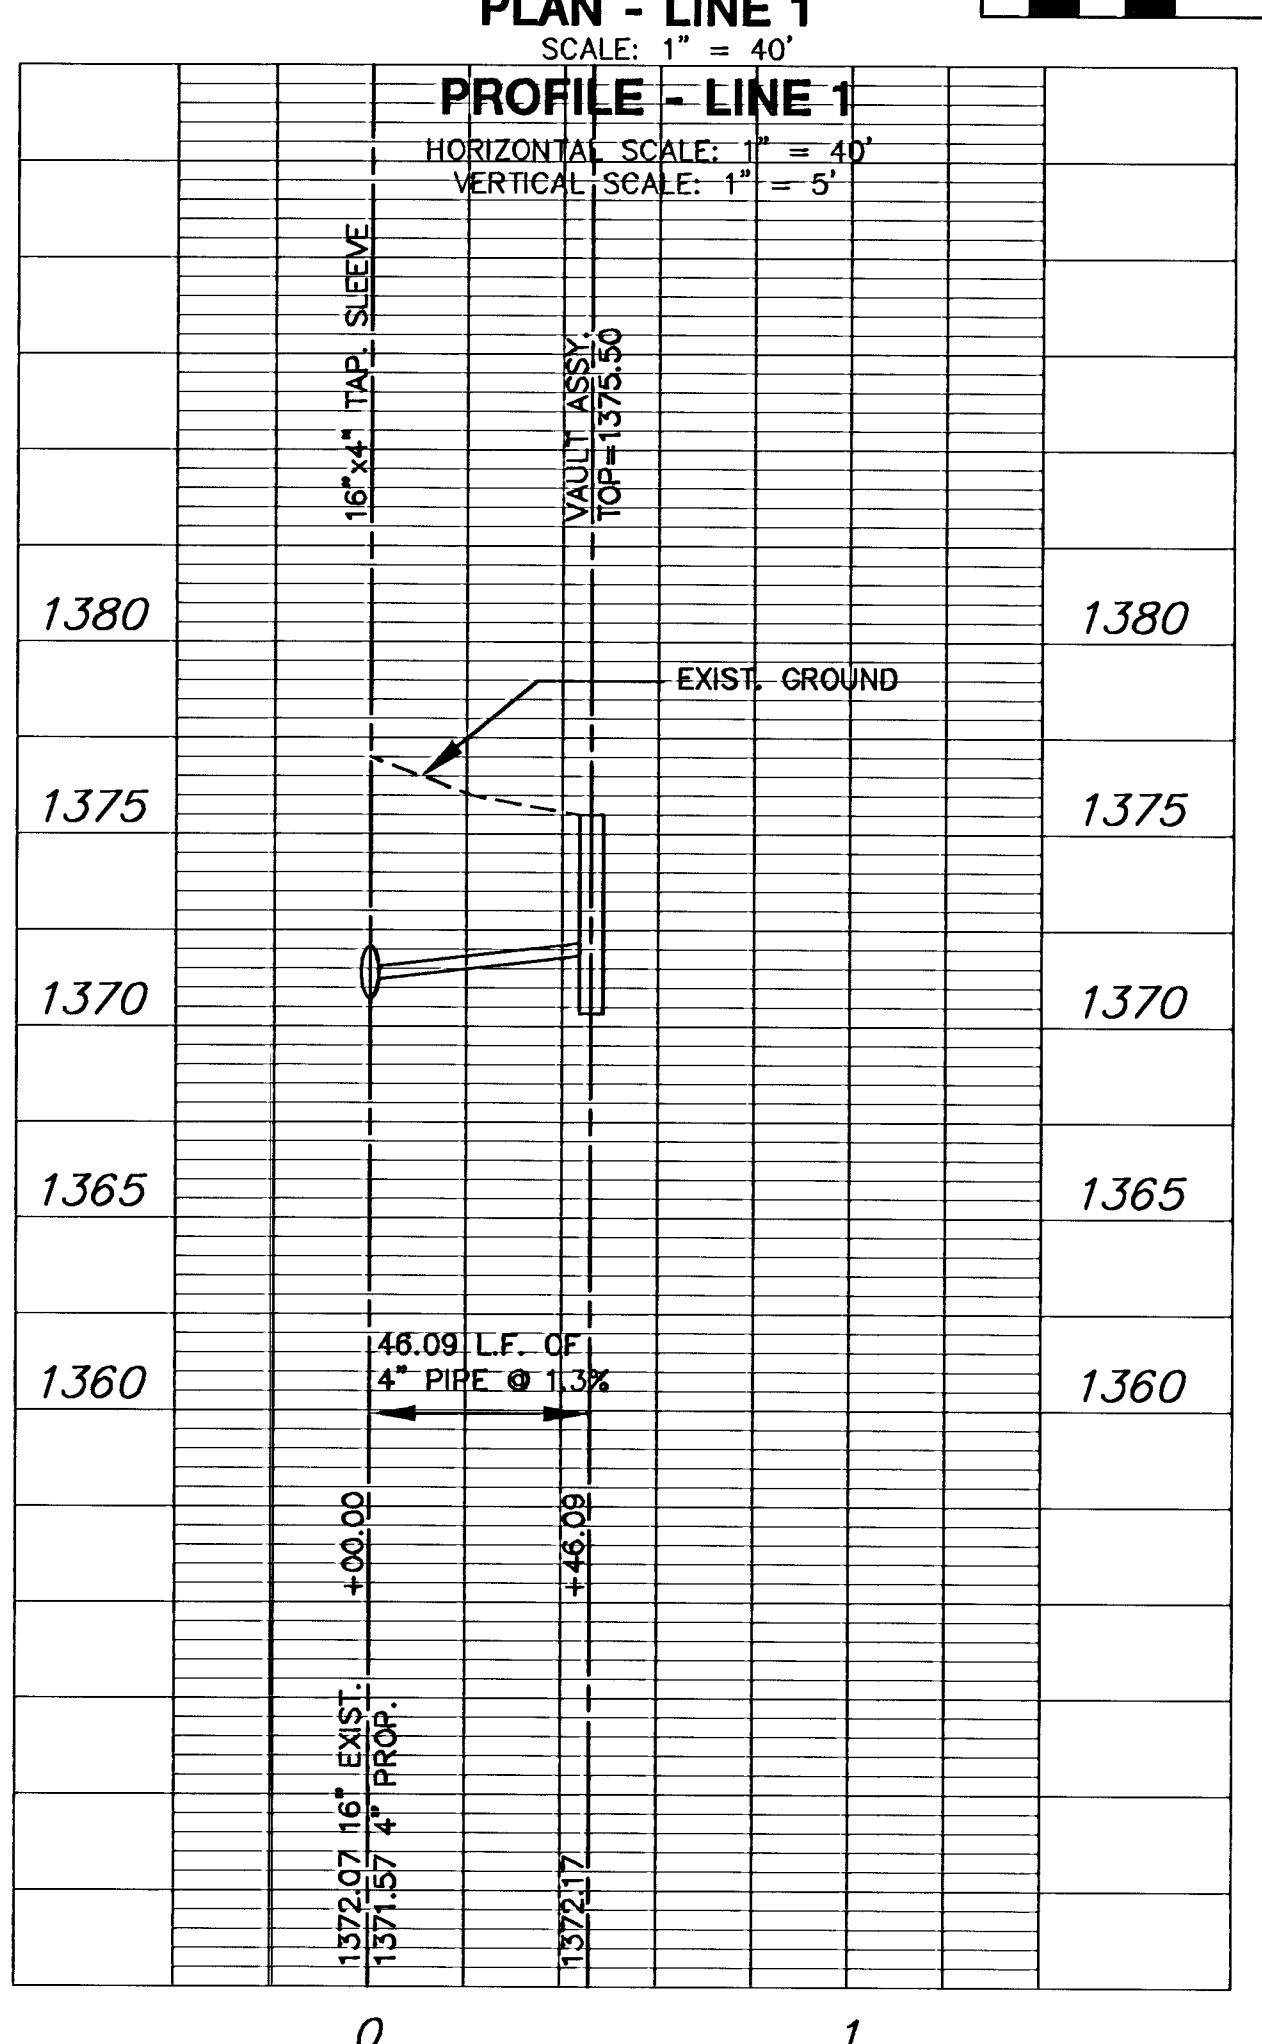 PLAN - LINE 1
SCALE: 1" = 40'
PROFILE - LINE 1
HORIZONTAL SCALE: 1" = 40'
VERTICAL SCALE: 1" = 5'
16"x4" TAP. SLEEVE
VAULT ASSY.
TOP=1375.50
1380
1380
EXIST. GROUND
1375
1375
1370
1370
1365
1365
46.09 L.F. OF
4" PIPE @ 1.3%
1360
1360
+00.00
+46.09
1372.07 16" EXIST.
1371.57 4" PROP.
1372.17
0
1